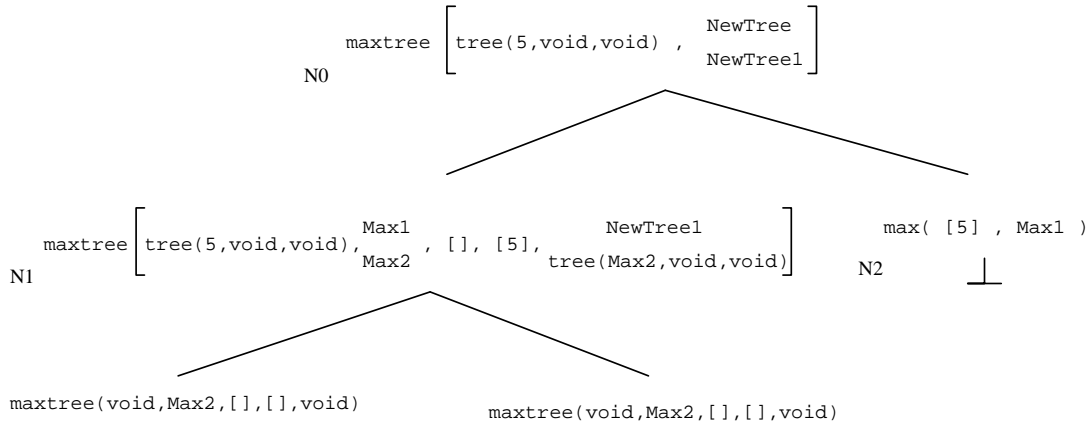 NewTree
maxtree tree(5,void,void) ,
NewTree1
N0
Max1
NewTree1
maxtree tree(5,void,void), , [], [5],
Max2
tree(Max2,void,void)
N1
max( [5] , Max1 )
N2
maxtree(void,Max2,[],[],void)
maxtree(void,Max2,[],[],void)